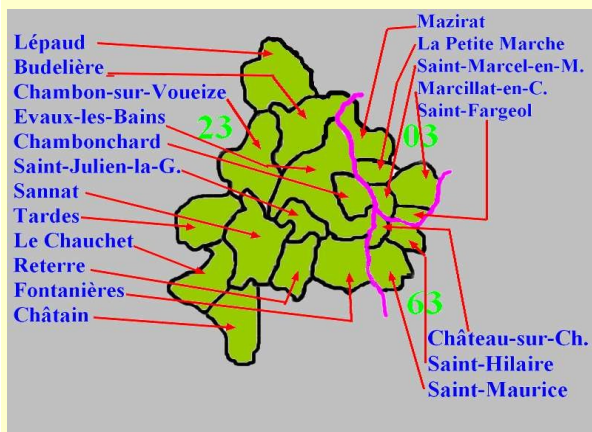 Lépaud
Budelière
Chambon-sur-Voueize
Evaux-les-Bains
Chambonchard
Saint-Julien-la-G.
Sannat
Tardes
Le Chauchet
Reterre
Fontanières
Châtain
23
Mazirat
La Petite Marche
Saint-Marcel-en-M.
Marcillat-en-C.
Saint-Fargeol
03
63
Château-sur-Ch.
Saint-Hilaire
Saint-Maurice